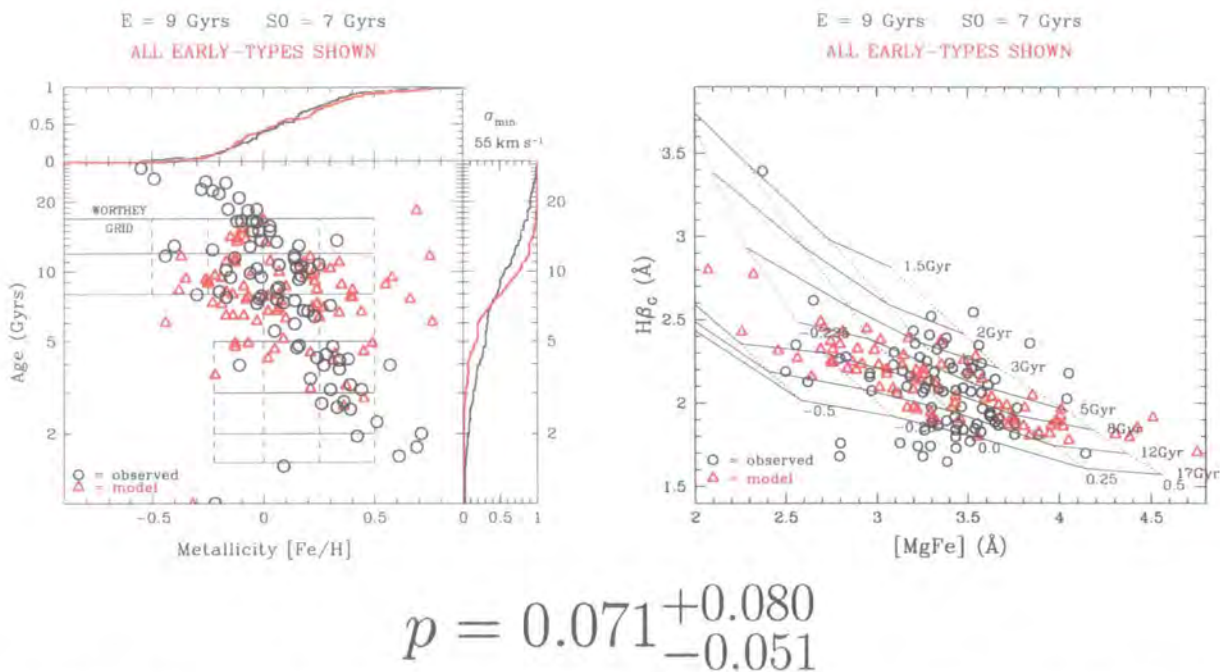 E = 9 Gyrs S0 = 7 Gyrs
ALL EARLY-TYPES SHOWN
1
0.5
0
σmin
55 km s⁻¹
20
10
5
2
WORTHEY
GRID
Age (Gyrs)
20
10
5
2
= observed
= model
-0.5
0
0.5
0
1
Metallicity [Fe/H]
E = 9 Gyrs S0 = 7 Gyrs
ALL EARLY-TYPES SHOWN
3.5
3
2.5
2
1.5
HβG (Å)
1.5Gyr
2Gyr
3Gyr
5Gyr
8Gyr
12Gyr
17Gyr
-0.225
-0.5
0.0
0.25
0.5
= observed
= model
2
2.5
3
3.5
4
4.5
[MgFe] (Å)
p = 0.071 +0.080 -0.051